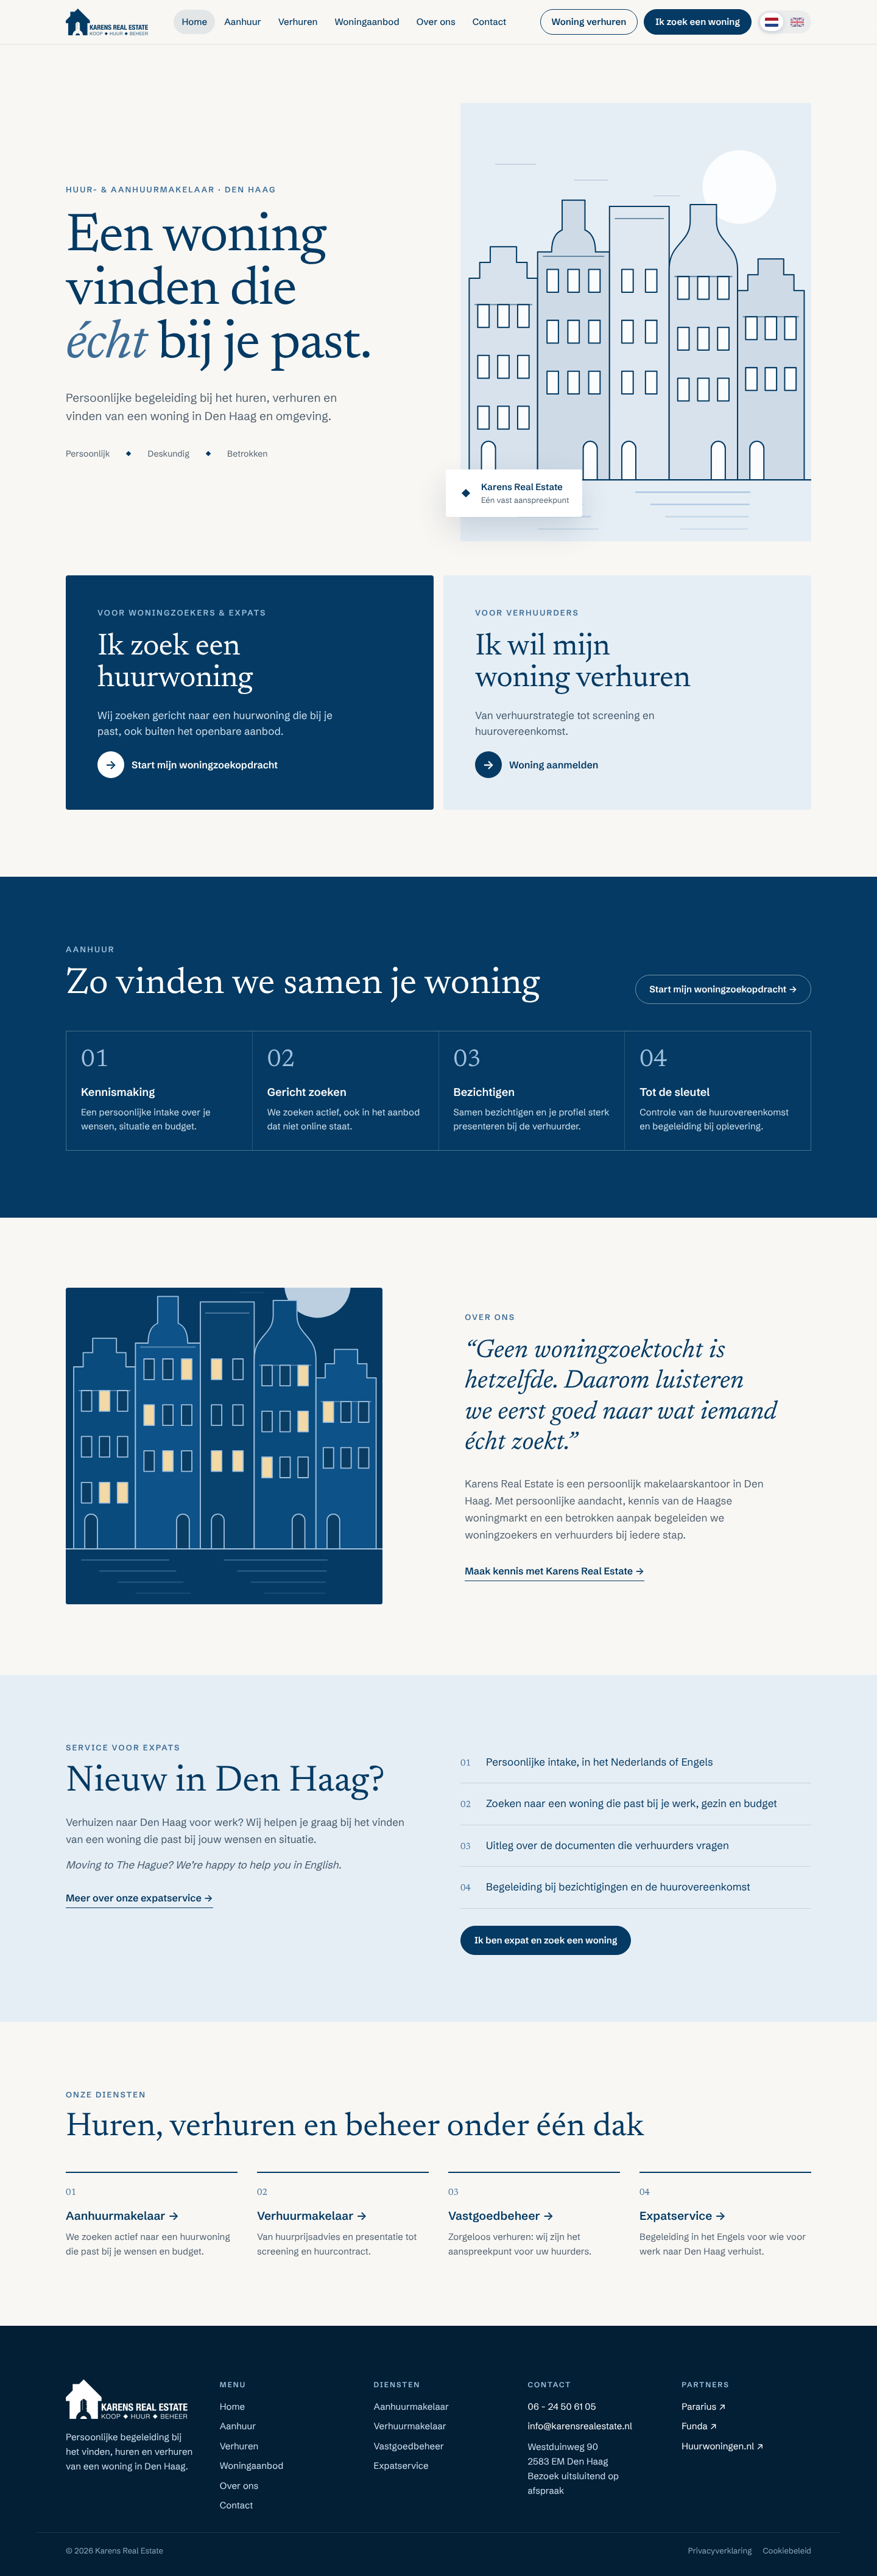 KARENS REAL ESTATE
KOOP ◆ HUUR ◆ BEHEER
Home
Aanhuur
Verhuren
Woningaanbod
Over ons
Contact
Woning verhuren
Ik zoek een woning
HUUR- & AANHUURMAKELAAR · DEN HAAG
Een woning
vinden die
écht bij je past.
Persoonlijke begeleiding bij het huren, verhuren en
vinden van een woning in Den Haag en omgeving.
Persoonlijk ◆ Deskundig ◆ Betrokken
Karens Real Estate
Eén vast aanspreekpunt
VOOR WONINGZOEKERS & EXPATS
Ik zoek een
huurwoning
Wij zoeken gericht naar een huurwoning die bij je
past, ook buiten het openbare aanbod.
→ Start mijn woningzoekopdracht
VOOR VERHUURDERS
Ik wil mijn
woning verhuren
Van verhuurstrategie tot screening en
huurovereenkomst.
→ Woning aanmelden
AANHUUR
Zo vinden we samen je woning
Start mijn woningzoekopdracht →
01
Kennismaking
Een persoonlijke intake over je
wensen, situatie en budget.
02
Gericht zoeken
We zoeken actief, ook in het aanbod
dat niet online staat.
03
Bezichtigen
Samen bezichtigen en je profiel sterk
presenteren bij de verhuurder.
04
Tot de sleutel
Controle van de huurovereenkomst
en begeleiding bij oplevering.
OVER ONS
“Geen woningzoektocht is
hetzelfde. Daarom luisteren
we eerst goed naar wat iemand
écht zoekt.”
Karens Real Estate is een persoonlijk makelaarskantoor in Den
Haag. Met persoonlijke aandacht, kennis van de Haagse
woningmarkt en een betrokken aanpak begeleiden we
woningzoekers en verhuurders bij iedere stap.
Maak kennis met Karens Real Estate →
SERVICE VOOR EXPATS
Nieuw in Den Haag?
Verhuizen naar Den Haag voor werk? Wij helpen je graag bij het vinden
van een woning die past bij jouw wensen en situatie.
Moving to The Hague? We're happy to help you in English.
Meer over onze expatservice →
01 Persoonlijke intake, in het Nederlands of Engels
02 Zoeken naar een woning die past bij je werk, gezin en budget
03 Uitleg over de documenten die verhuurders vragen
04 Begeleiding bij bezichtigingen en de huurovereenkomst
Ik ben expat en zoek een woning
ONZE DIENSTEN
Huren, verhuren en beheer onder één dak
01
Aanhuurmakelaar →
We zoeken actief naar een huurwoning
die past bij je wensen en budget.
02
Verhuurmakelaar →
Van huurprijsadvies en presentatie tot
screening en huurcontract.
03
Vastgoedbeheer →
Zorgeloos verhuren: wij zijn het
aanspreekpunt voor uw huurders.
04
Expatservice →
Begeleiding in het Engels voor wie voor
werk naar Den Haag verhuist.
KARENS REAL ESTATE
KOOP ◆ HUUR ◆ BEHEER
Persoonlijke begeleiding bij
het vinden, huren en verhuren
van een woning in Den Haag.
MENU
Home
Aanhuur
Verhuren
Woningaanbod
Over ons
Contact
DIENSTEN
Aanhuurmakelaar
Verhuurmakelaar
Vastgoedbeheer
Expatservice
CONTACT
06 - 24 50 61 05
info@karensrealestate.nl
Westduinweg 90
2583 EM Den Haag
Bezoek uitsluitend op
afspraak
PARTNERS
Pararius ↗
Funda ↗
Huurwoningen.nl ↗
© 2026 Karens Real Estate
Privacyverklaring
Cookiebeleid